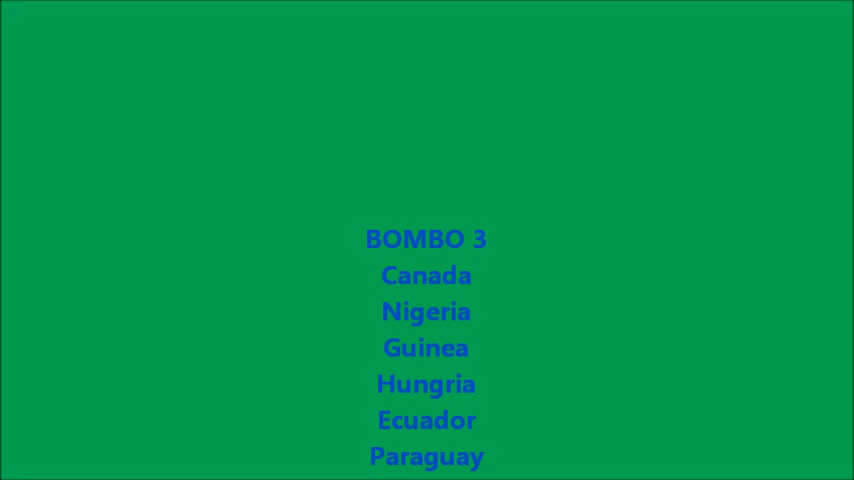 BOMBO 3
Canada
Nigeria
Guinea
Hungria
Ecuador
Paraguay